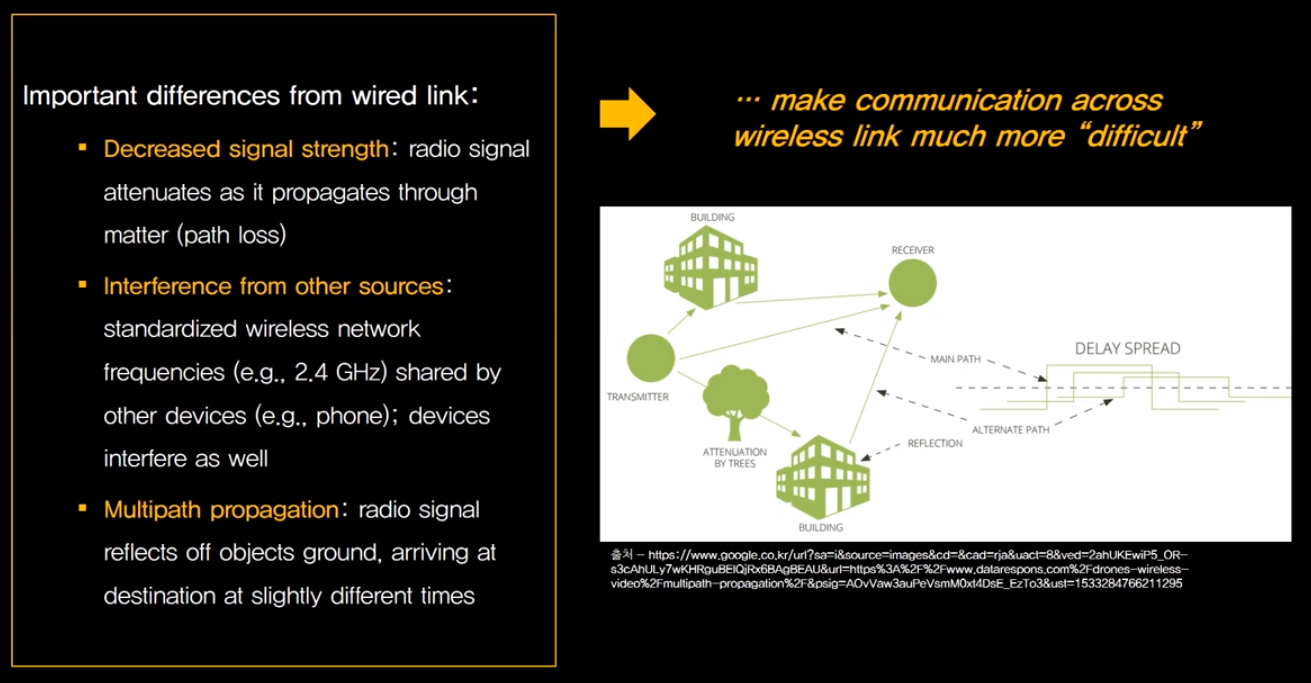 Important differences from wired link:
▪ Decreased signal strength: radio signal
attenuates as it propagates through
matter (path loss)
▪ Interference from other sources:
standardized wireless network
frequencies (e.g., 2.4 GHz) shared by
other devices (e.g., phone); devices
interfere as well
▪ Multipath propagation: radio signal
reflects off objects ground, arriving at
destination at slightly different times
… make communication across
wireless link much more “difficult”
BUILDING
RECEIVER
MAIN PATH
DELAY SPREAD
TRANSMITTER
ATTENUATION
BY TREES
ALTERNATE PATH
REFLECTION
BUILDING
출처 – https://www.google.co.kr/url?sa=i&source=images&cd=&cad=rja&uact=8&ved=2ahUKEwiP5_OR-
s3cAhULy7wKHRguBEIQjRx6BAgBEAU&url=https%3A%2F%2Fwww.datarespons.com%2Fdrones-wireless-
video%2Fmultipath-propagation%2F&psig=AOvVaw3auPeVsmM0xt4DsE_EzTo3&ust=1533284766211295